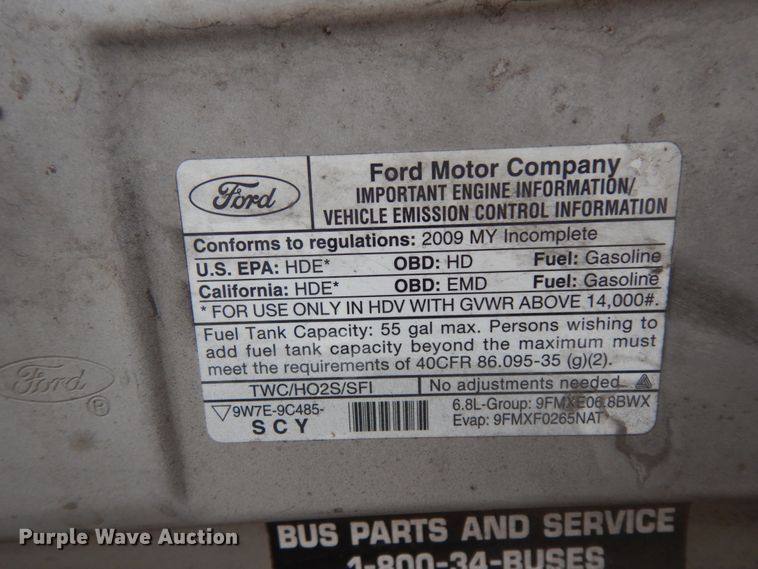 Ford
Ford Motor Company
IMPORTANT ENGINE INFORMATION/
VEHICLE EMISSION CONTROL INFORMATION
Conforms to regulations: 2009 MY Incomplete
U.S. EPA: HDE* OBD: HD Fuel: Gasoline
California: HDE* OBD: EMD Fuel: Gasoline
* FOR USE ONLY IN HDV WITH GVWR ABOVE 14,000#.
Fuel Tank Capacity: 55 gal max. Persons wishing to
add fuel tank capacity beyond the maximum must
meet the requirements of 40CFR 86.095-35 (g)(2).
TWC/HO2S/SFI No adjustments needed
9W7E-9C485-
SCY
6.8L-Group: 9FMXE06.8BWX
Evap: 9FMXF0265NAT
Ford ®
BUS PARTS AND SERVICE
1-800-34-BUSES
Purple Wave Auction